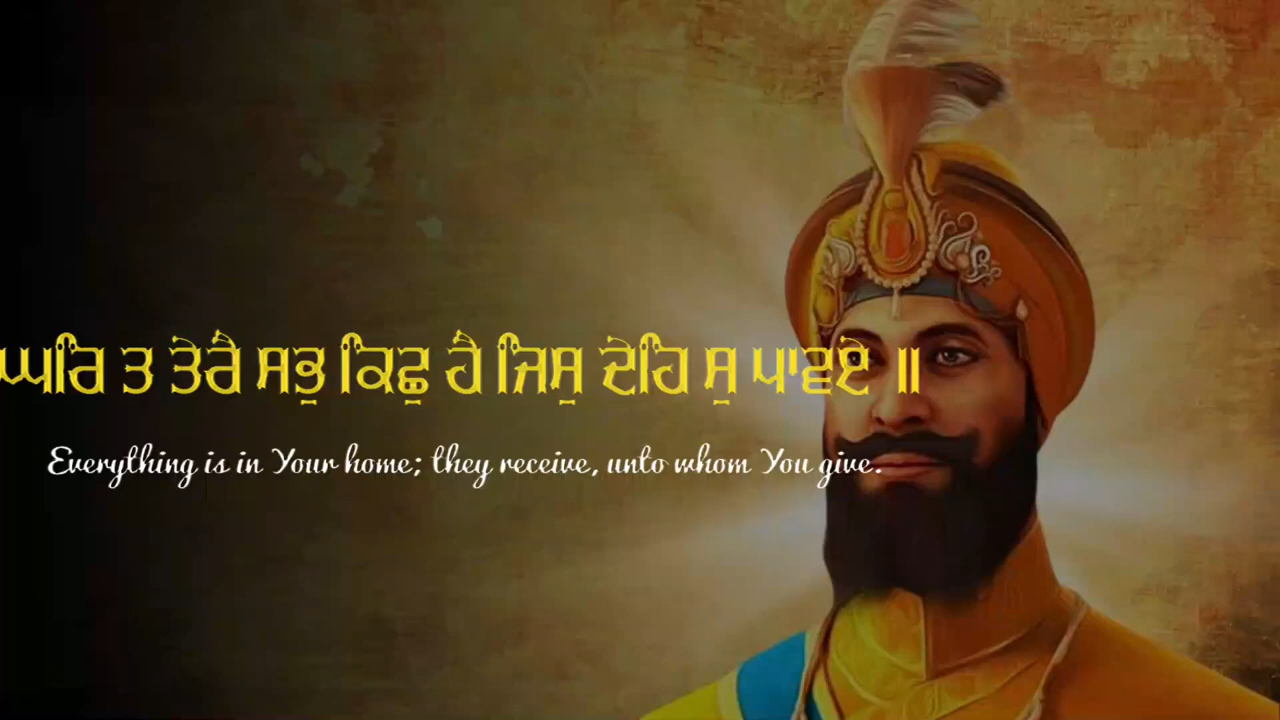 ਘਰਿ ਤ ਤੇਰੈ ਸਭੁ ਕਿਛੁ ਹੈ ਜਿਸੁ ਦੇਹਿ ਸੁ ਪਾਵਏ ॥
Everything is in Your home; they receive, unto whom You give.